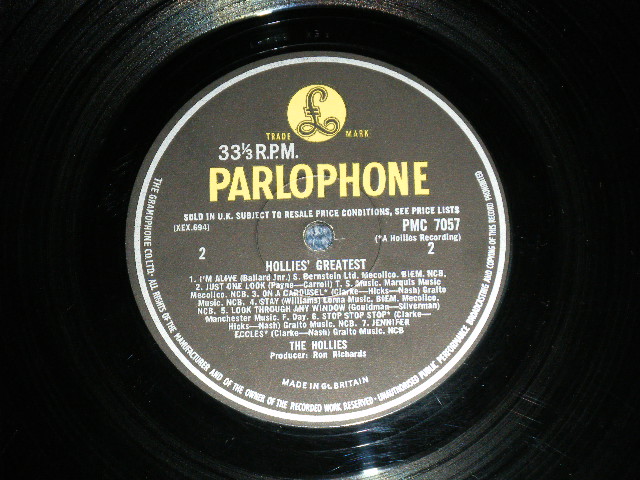 £
TRADE MARK
33⅓ R.P.M.
PARLOPHONE
SOLD IN U.K. SUBJECT TO RESALE PRICE CONDITIONS, SEE PRICE LISTS
(XEX.694)
PMC 7057
(*A Hollies Recording)
2
2
HOLLIES' GREATEST
1. I'M ALIVE (Ballard Jnr.) S. Bernstein Ltd. Mecolico. BIEM. NCB.
2. JUST ONE LOOK (Payne—Carroll) T. S. Music. Marquis Music
Mecolico. NCB. 3. ON A CAROUSEL* (Clarke—Hicks—Nash) Gralto
Music. NCB. 4. STAY (Williams) Lorna Music. BIEM. Mecolico.
NCB. 5. LOOK THROUGH ANY WINDOW (Gouldman—Silverman)
Manchester Music. F. Day. 6. STOP STOP STOP* (Clarke—
Hicks—Nash) Gralto Music. NCB. 7. JENNIFER
ECCLES* (Clarke—Nash) Gralto Music. NCB
THE HOLLIES
Producer: Ron Richards
MADE IN GT. BRITAIN
THE GRAMOPHONE CO. LTD. · ALL RIGHTS OF THE MANUFACTURER AND OF THE OWNER OF THE RECORDED WORK RESERVED · UNAUTHORISED PUBLIC PERFORMANCE, BROADCASTING AND COPYING OF THIS RECORD PROHIBITED